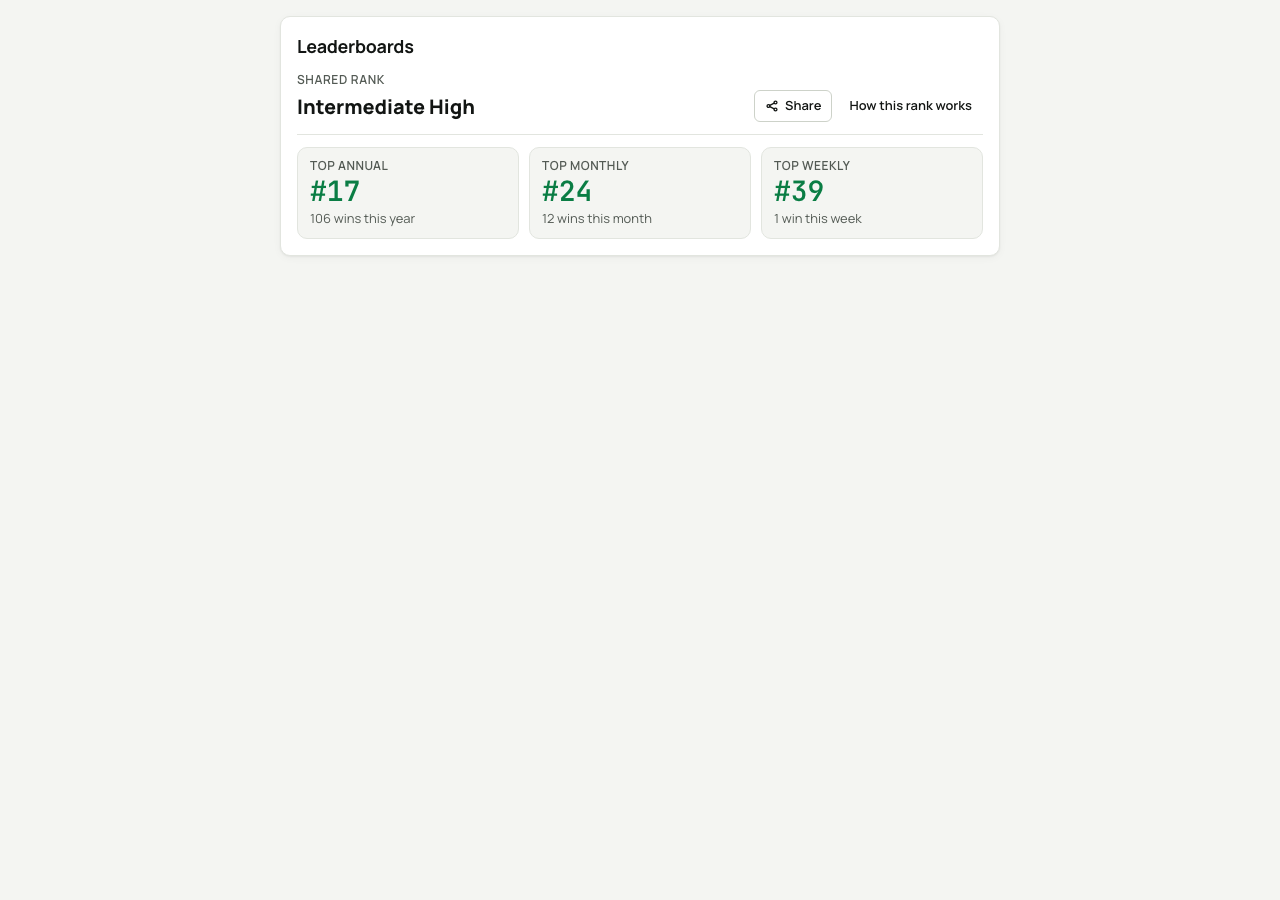 Leaderboards
SHARED RANK
Intermediate High
Share
How this rank works
TOP ANNUAL
#17
106 wins this year
TOP MONTHLY
#24
12 wins this month
TOP WEEKLY
#39
1 win this week